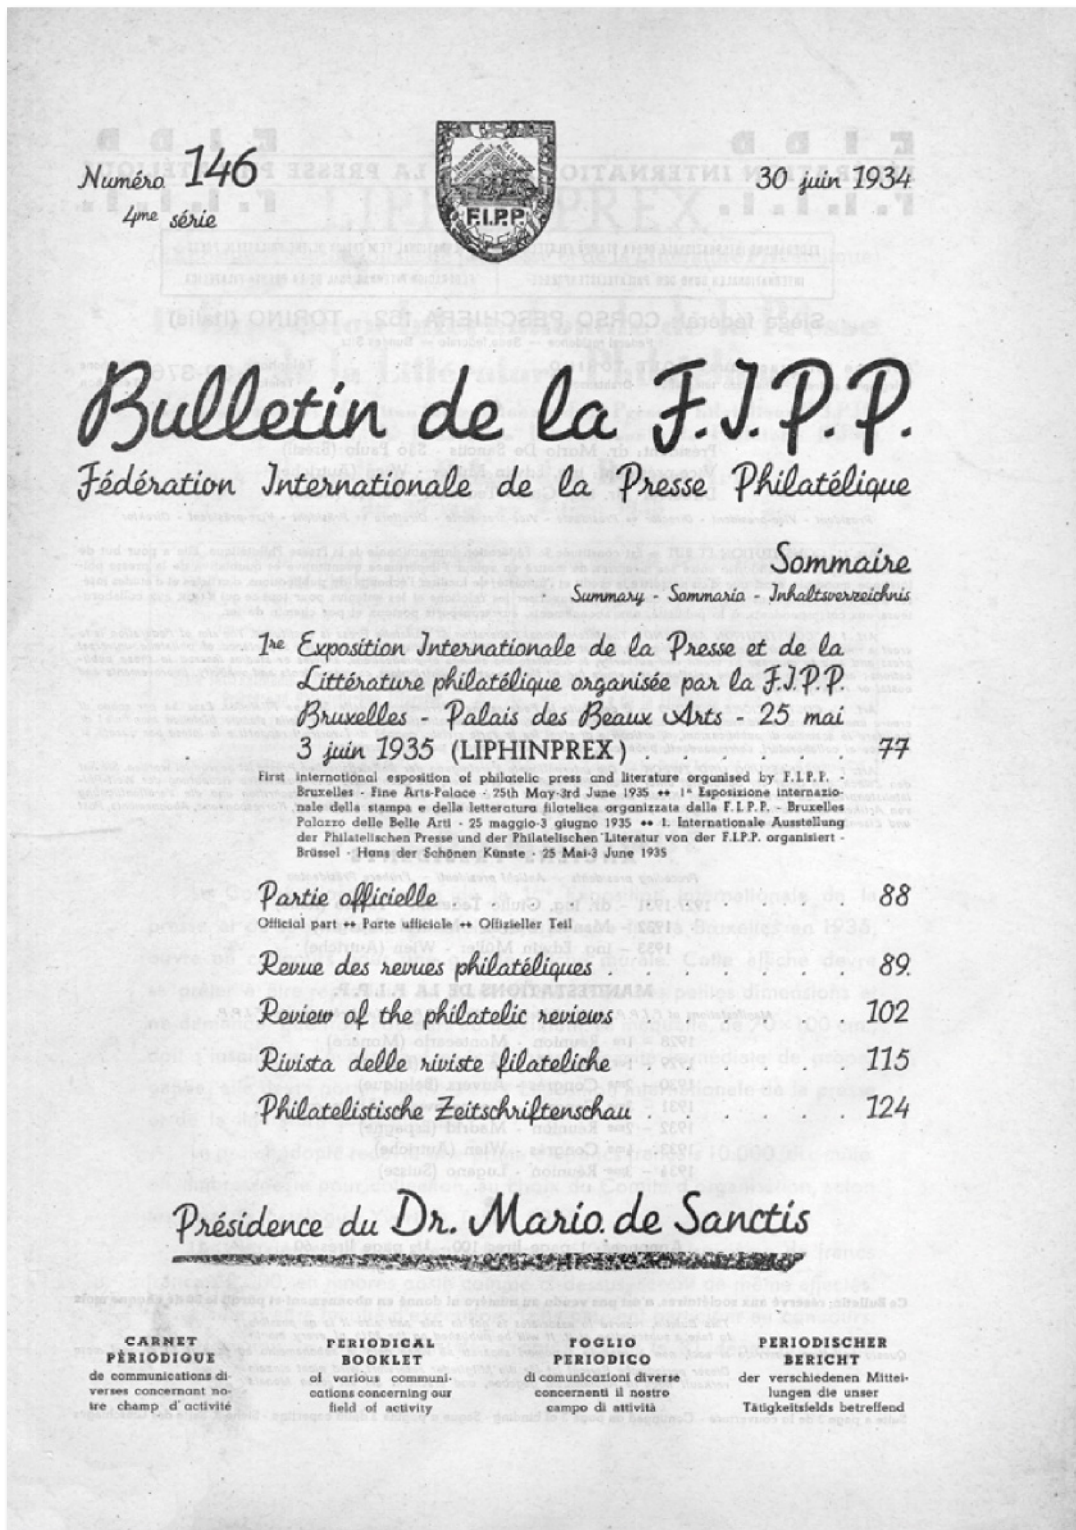 Numéro 146
4me série
F.I.P.P.
30 juin 1934
Bulletin de la F.I.P.P.
Fédération Internationale de la Presse Philatélique
Sommaire
Summary - Sommario - Inhaltsverzeichnis
1re Exposition Internationale de la Presse et de la
Littérature philatélique organisée par la F.I.P.P
Bruxelles - Palais des Beaux Arts - 25 mai
3 juin 1935 (LIPHINPREX) . . . . . . 77
First international esposition of philatelic press and literature organised by F.I.P.P. -
Bruxelles - Fine Arts-Palace - 25th May-3rd June 1935 ↔ 1ª Esposizione internazio-
nale della stampa e della letteratura filatelica organizzata dalla F.I.P.P. - Bruxelles
Palazzo delle Belle Arti - 25 maggio-3 giugno 1935 ↔ 1. Internationale Ausstellung
der Philatelischen Presse und der Philatelischen Literatur von der F.I.P.P. organisiert -
Brüssel - Hans der Schönen Künste - 25 Mai-3 June 1935
Partie officielle . . . . . . . . . . 88
Official part ↔ Parte ufficiale ↔ Offizieller Teil
Revue des revues philatéliques . . . . . . . 89
Review of the philatelic reviews . . . . . . 102
Rivista delle riviste filateliche . . . . . . 115
Philatelistische Zeitschriftenschau . . . . . . 124
Présidence du Dr. Mario de Sanctis
CARNET
PÈRIODIQUE
de communications di-
verses concernant no-
tre champ d'activité
PERIODICAL
BOOKLET
of various communi-
cations concerning our
field of activity
FOGLIO
PERIODICO
di comunicazioni diverse
concernenti il nostro
campo di attività
PERIODISCHER
BERICHT
der verschiedenen Mittei-
lungen die unser
Tätigkeitsfields betreffend